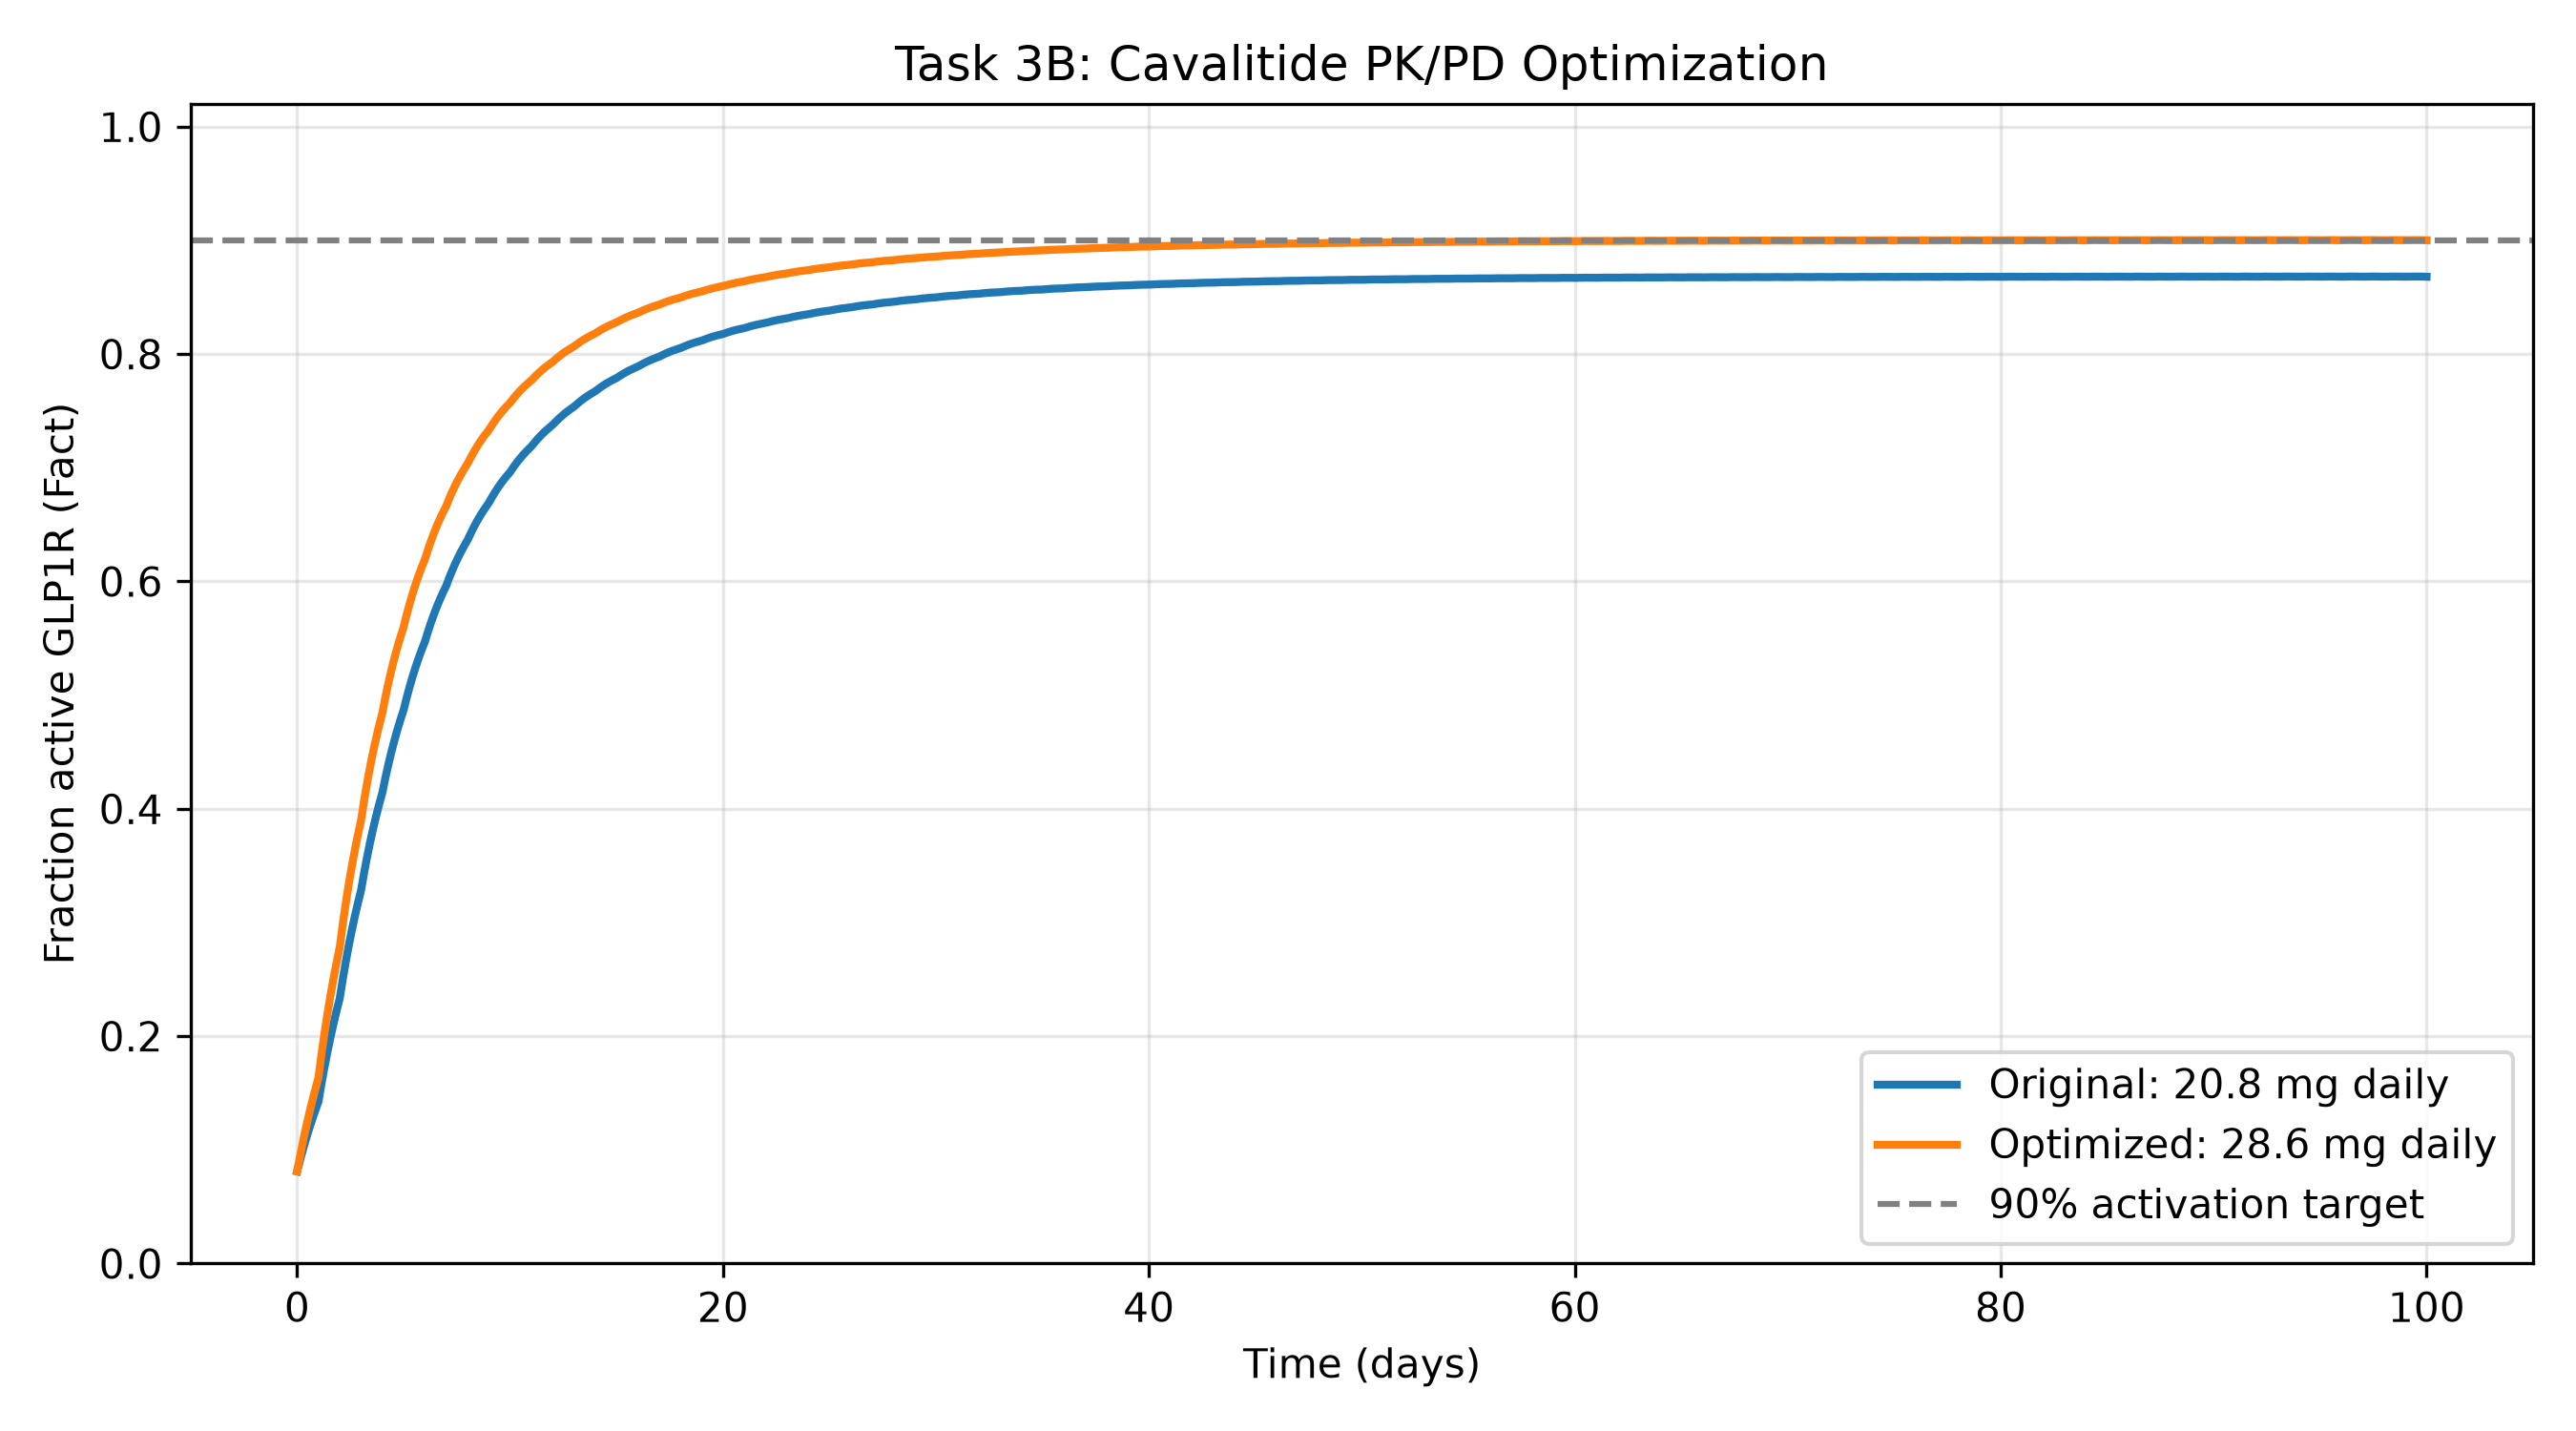 Task 3B: Cavalitide PK/PD Optimization
Fraction active GLP1R (Fact)
1.0
0.8
0.6
0.4
0.2
0.0
0
20
40
60
80
100
Time (days)
Original: 20.8 mg daily
Optimized: 28.6 mg daily
90% activation target